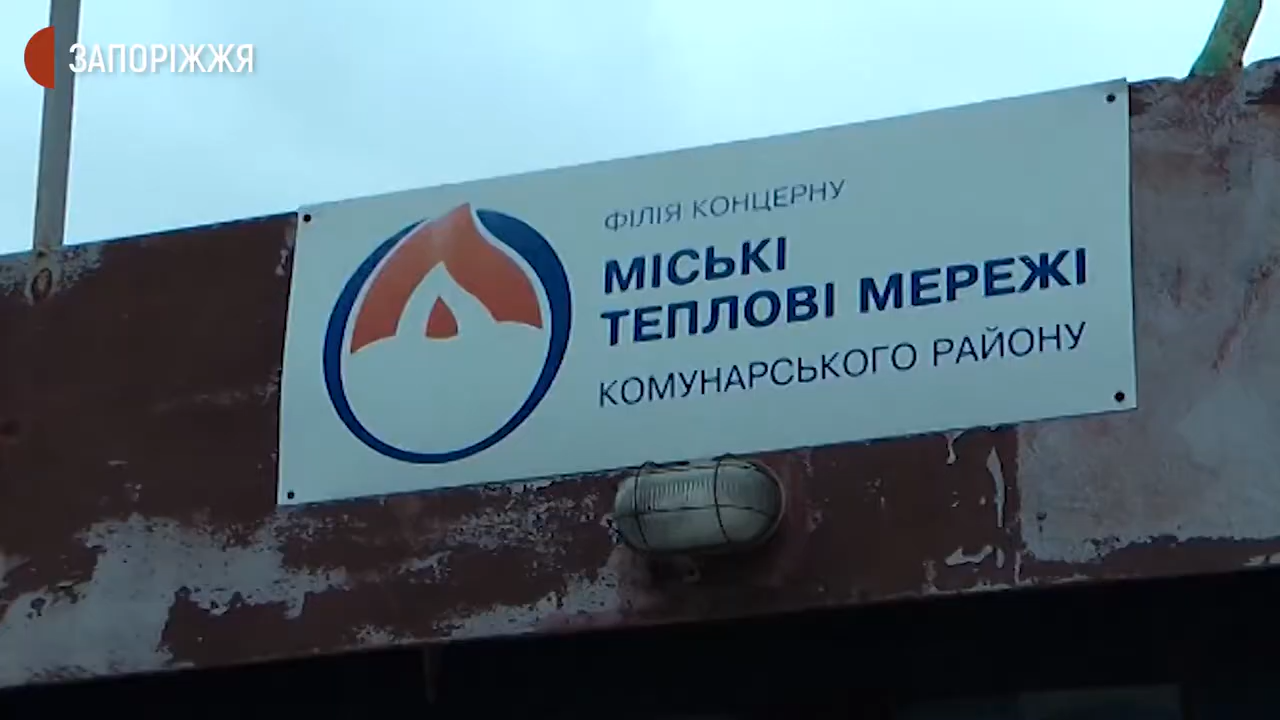 ЗАПОРІЖЖЯ
ФІЛІЯ КОНЦЕРНУ
МІСЬКІ
ТЕПЛОВІ МЕРЕЖІ
КОМУНАРСЬКОГО РАЙОНУ